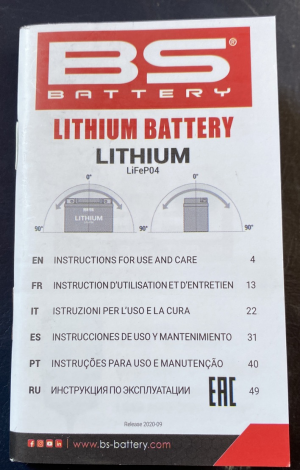 BS®
BATTERY
LITHIUM BATTERY
LITHIUM
LiFeP04
0° 0°
LITHIUM
90° 90° 90° 90°
EN INSTRUCTIONS FOR USE AND CARE 4
FR INSTRUCTION D'UTILISATION ET D'ENTRETIEN 13
IT ISTRUZIONI PER L'USO E LA CURA 22
ES INSTRUCCIONES DE USO Y MANTENIMIENTO 31
PT INSTRUÇÕES PARA USO E MANUTENÇÃO 40
RU ИНСТРУКЦИЯ ПО ЭКСПЛУАТАЦИИ EAC 49
Release 2020-09
www.bs-battery.com